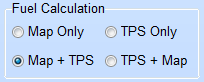 Fuel Calculation
Map Only TPS Only
Map + TPS TPS + Map